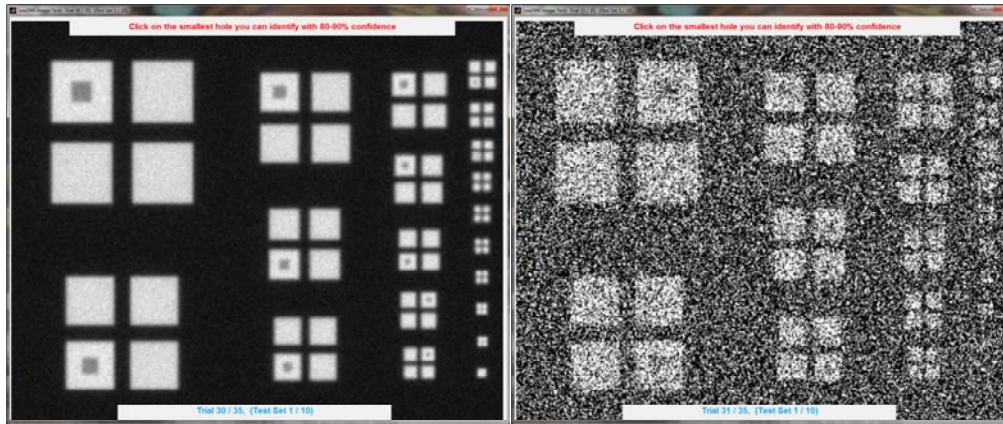 Click on the smallest hole you can identify with 80-90% confidence
Trial 30 / 35, (Test Set 1 / 10)
Click on the smallest hole you can identify with 80-90% confidence
Trial 31 / 35, (Test Set 1 / 10)